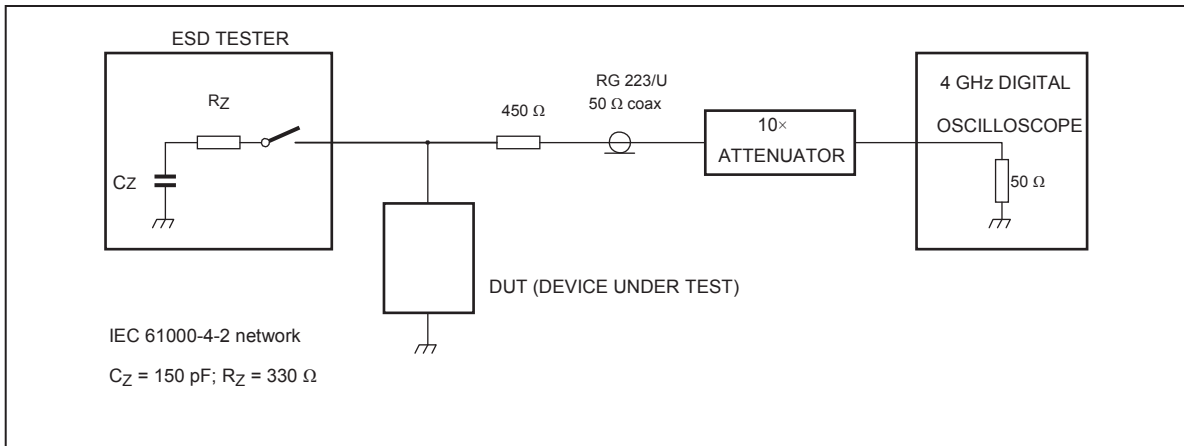 ESD TESTER
RZ
CZ
450 Ω
RG 223/U
50 Ω coax
10×
ATTENUATOR
4 GHz DIGITAL
OSCILLOSCOPE
50 Ω
DUT (DEVICE UNDER TEST)
IEC 61000-4-2 network
CZ = 150 pF; RZ = 330 Ω